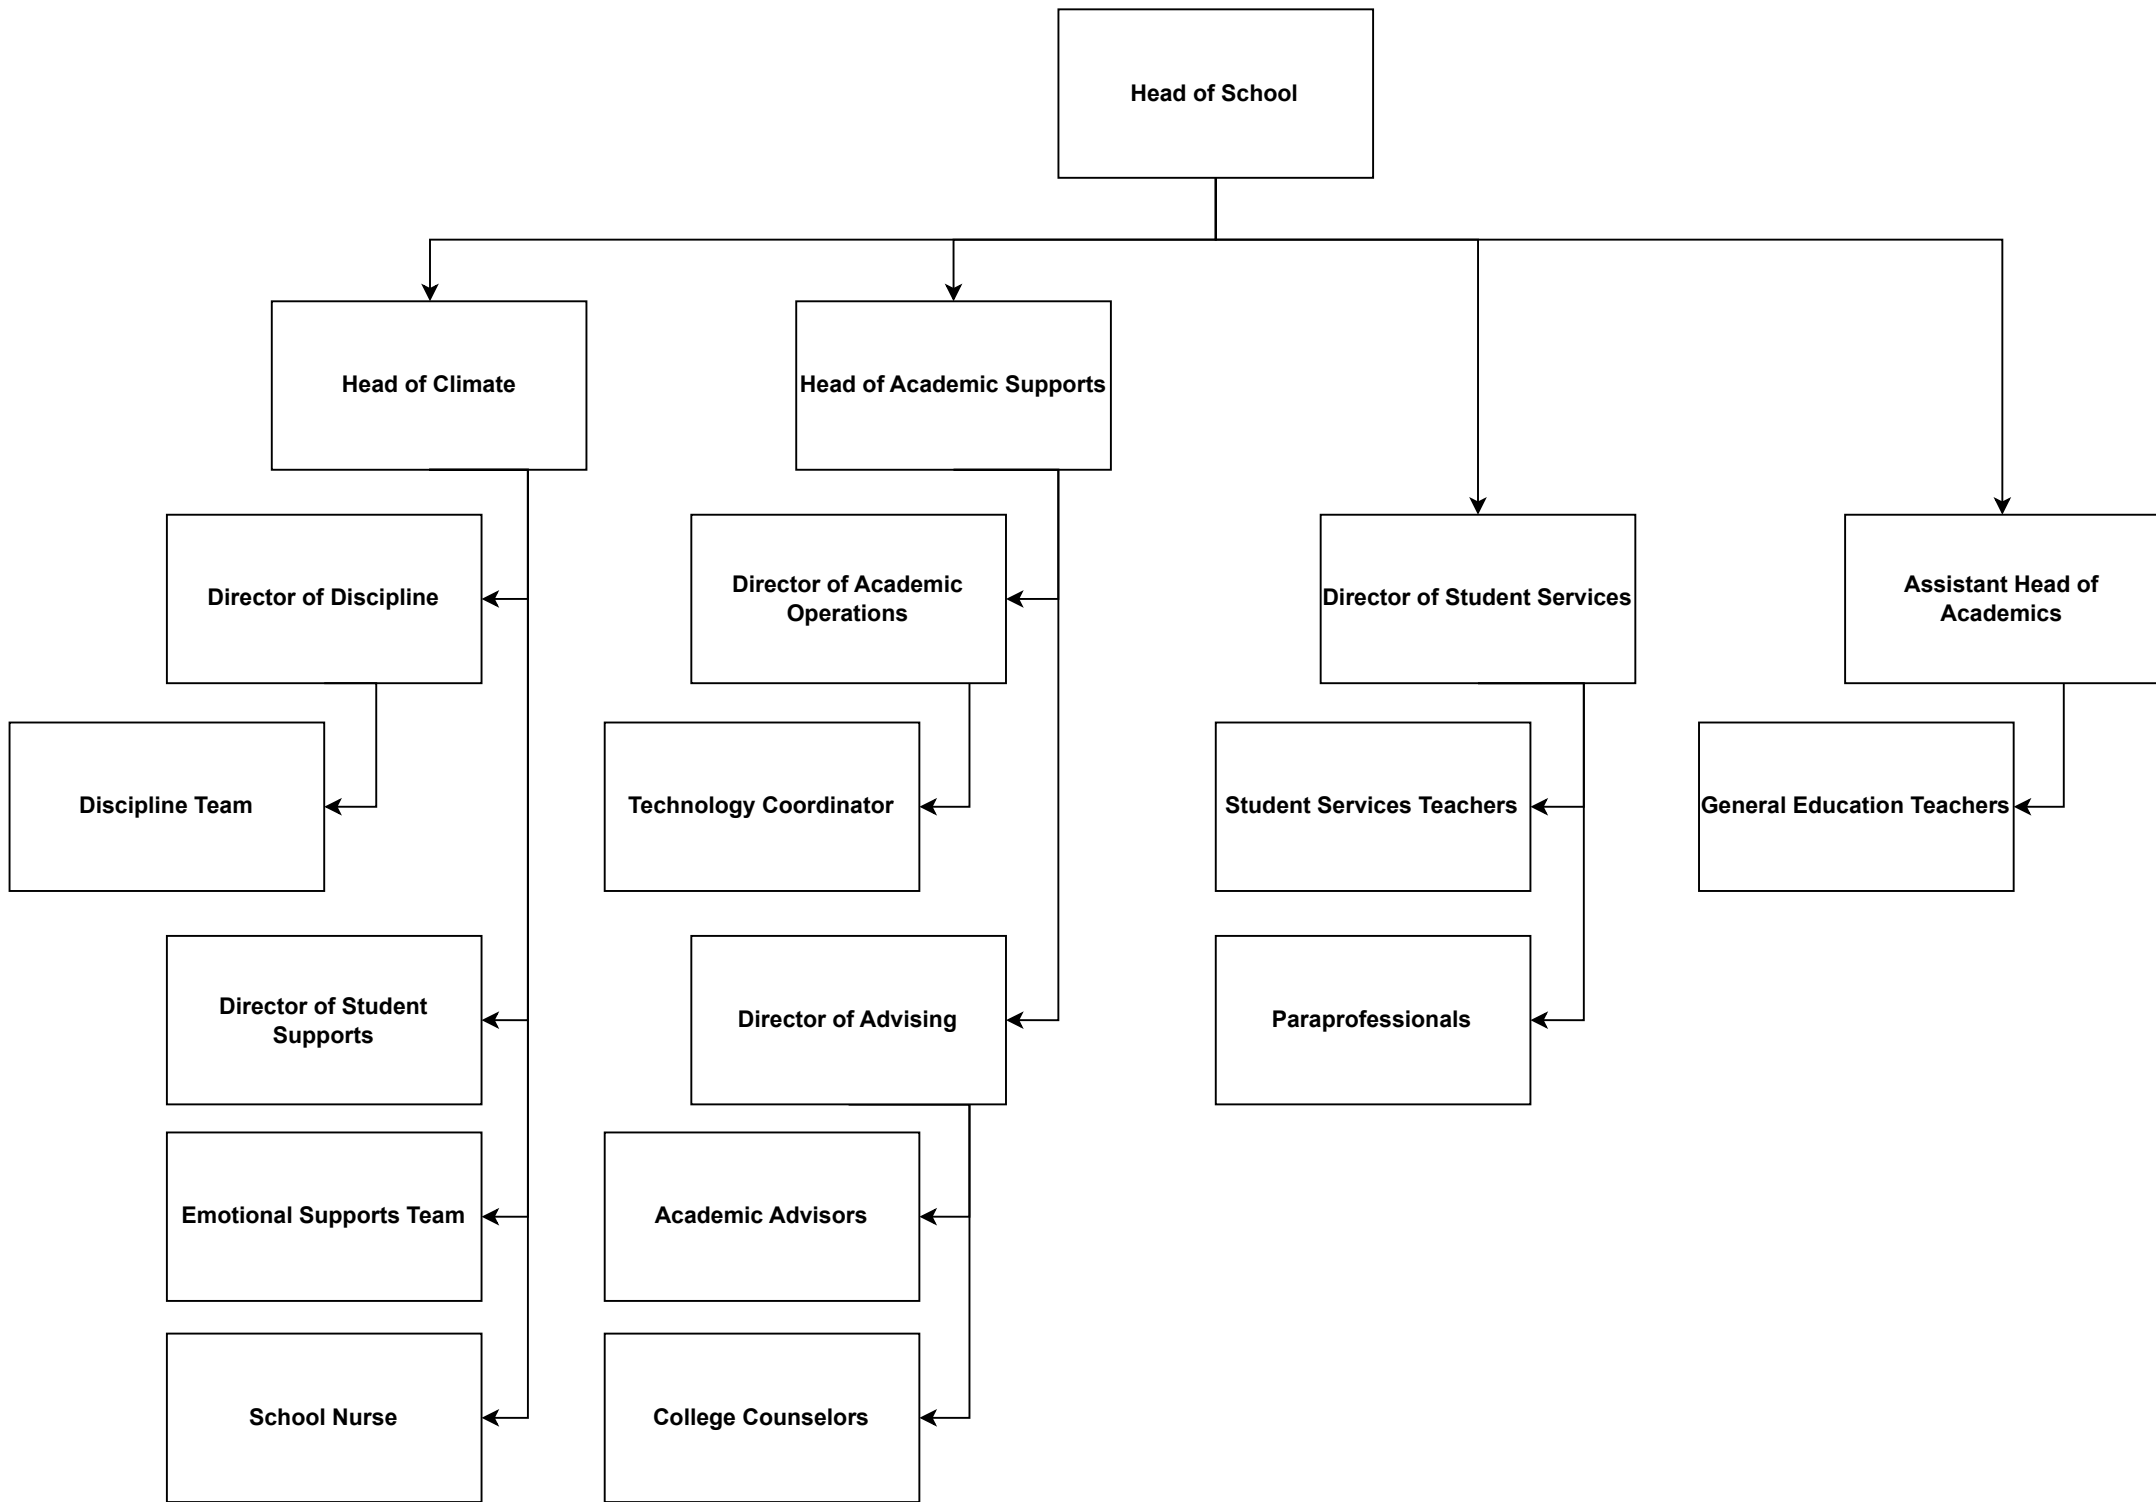 Head of School
Head of Climate
Head of Academic Supports
Director of Discipline
Director of Academic
Operations
Director of Student Services
Assistant Head of
Academics
Discipline Team
Technology Coordinator
Student Services Teachers
General Education Teachers
Director of Student
Supports
Director of Advising
Paraprofessionals
Emotional Supports Team
Academic Advisors
School Nurse
College Counselors